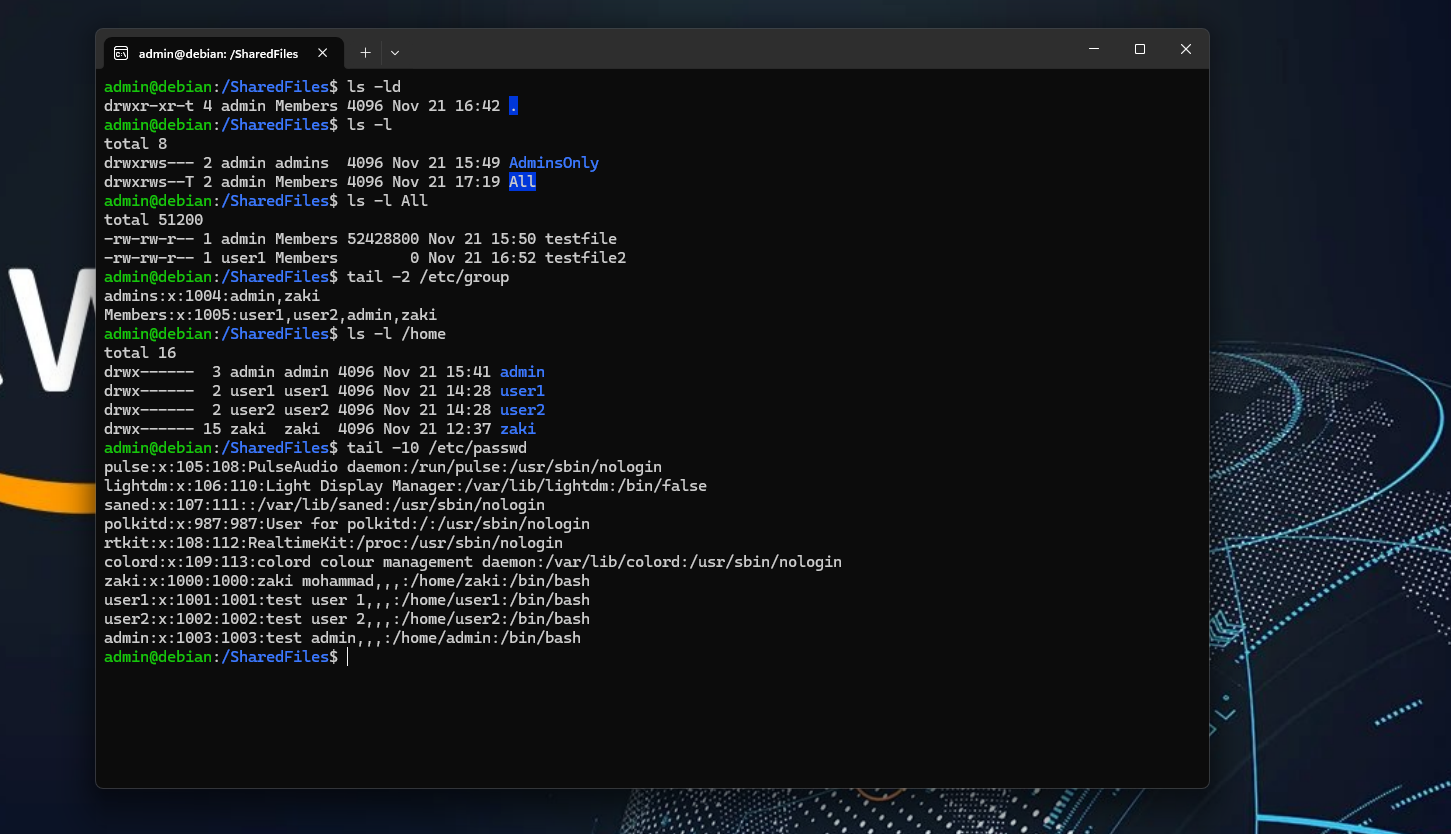 admin@debian: /SharedFiles
admin@debian:/SharedFiles$ ls -ld
drwxr-xr-t 4 admin Members 4096 Nov 21 16:42 .
admin@debian:/SharedFiles$ ls -l
total 8
drwxrws--- 2 admin admins  4096 Nov 21 15:49 AdminsOnly
drwxrws--T 2 admin Members 4096 Nov 21 17:19 All
admin@debian:/SharedFiles$ ls -l All
total 51200
-rw-rw-r-- 1 admin Members 52428800 Nov 21 15:50 testfile
-rw-rw-r-- 1 user1 Members        0 Nov 21 16:52 testfile2
admin@debian:/SharedFiles$ tail -2 /etc/group
admins:x:1004:admin,zaki
Members:x:1005:user1,user2,admin,zaki
admin@debian:/SharedFiles$ ls -l /home
total 16
drwx------  3 admin admin 4096 Nov 21 15:41 admin
drwx------  2 user1 user1 4096 Nov 21 14:28 user1
drwx------  2 user2 user2 4096 Nov 21 14:28 user2
drwx------ 15 zaki  zaki  4096 Nov 21 12:37 zaki
admin@debian:/SharedFiles$ tail -10 /etc/passwd
pulse:x:105:108:PulseAudio daemon:/run/pulse:/usr/sbin/nologin
lightdm:x:106:110:Light Display Manager:/var/lib/lightdm:/bin/false
saned:x:107:111::/var/lib/saned:/usr/sbin/nologin
polkitd:x:987:987:User for polkitd:/:/usr/sbin/nologin
rtkit:x:108:112:RealtimeKit:/proc:/usr/sbin/nologin
colord:x:109:113:colord colour management daemon:/var/lib/colord:/usr/sbin/nologin
zaki:x:1000:1000:zaki mohammad,,,:/home/zaki:/bin/bash
user1:x:1001:1001:test user 1,,,:/home/user1:/bin/bash
user2:x:1002:1002:test user 2,,,:/home/user2:/bin/bash
admin:x:1003:1003:test admin,,,:/home/admin:/bin/bash
admin@debian:/SharedFiles$